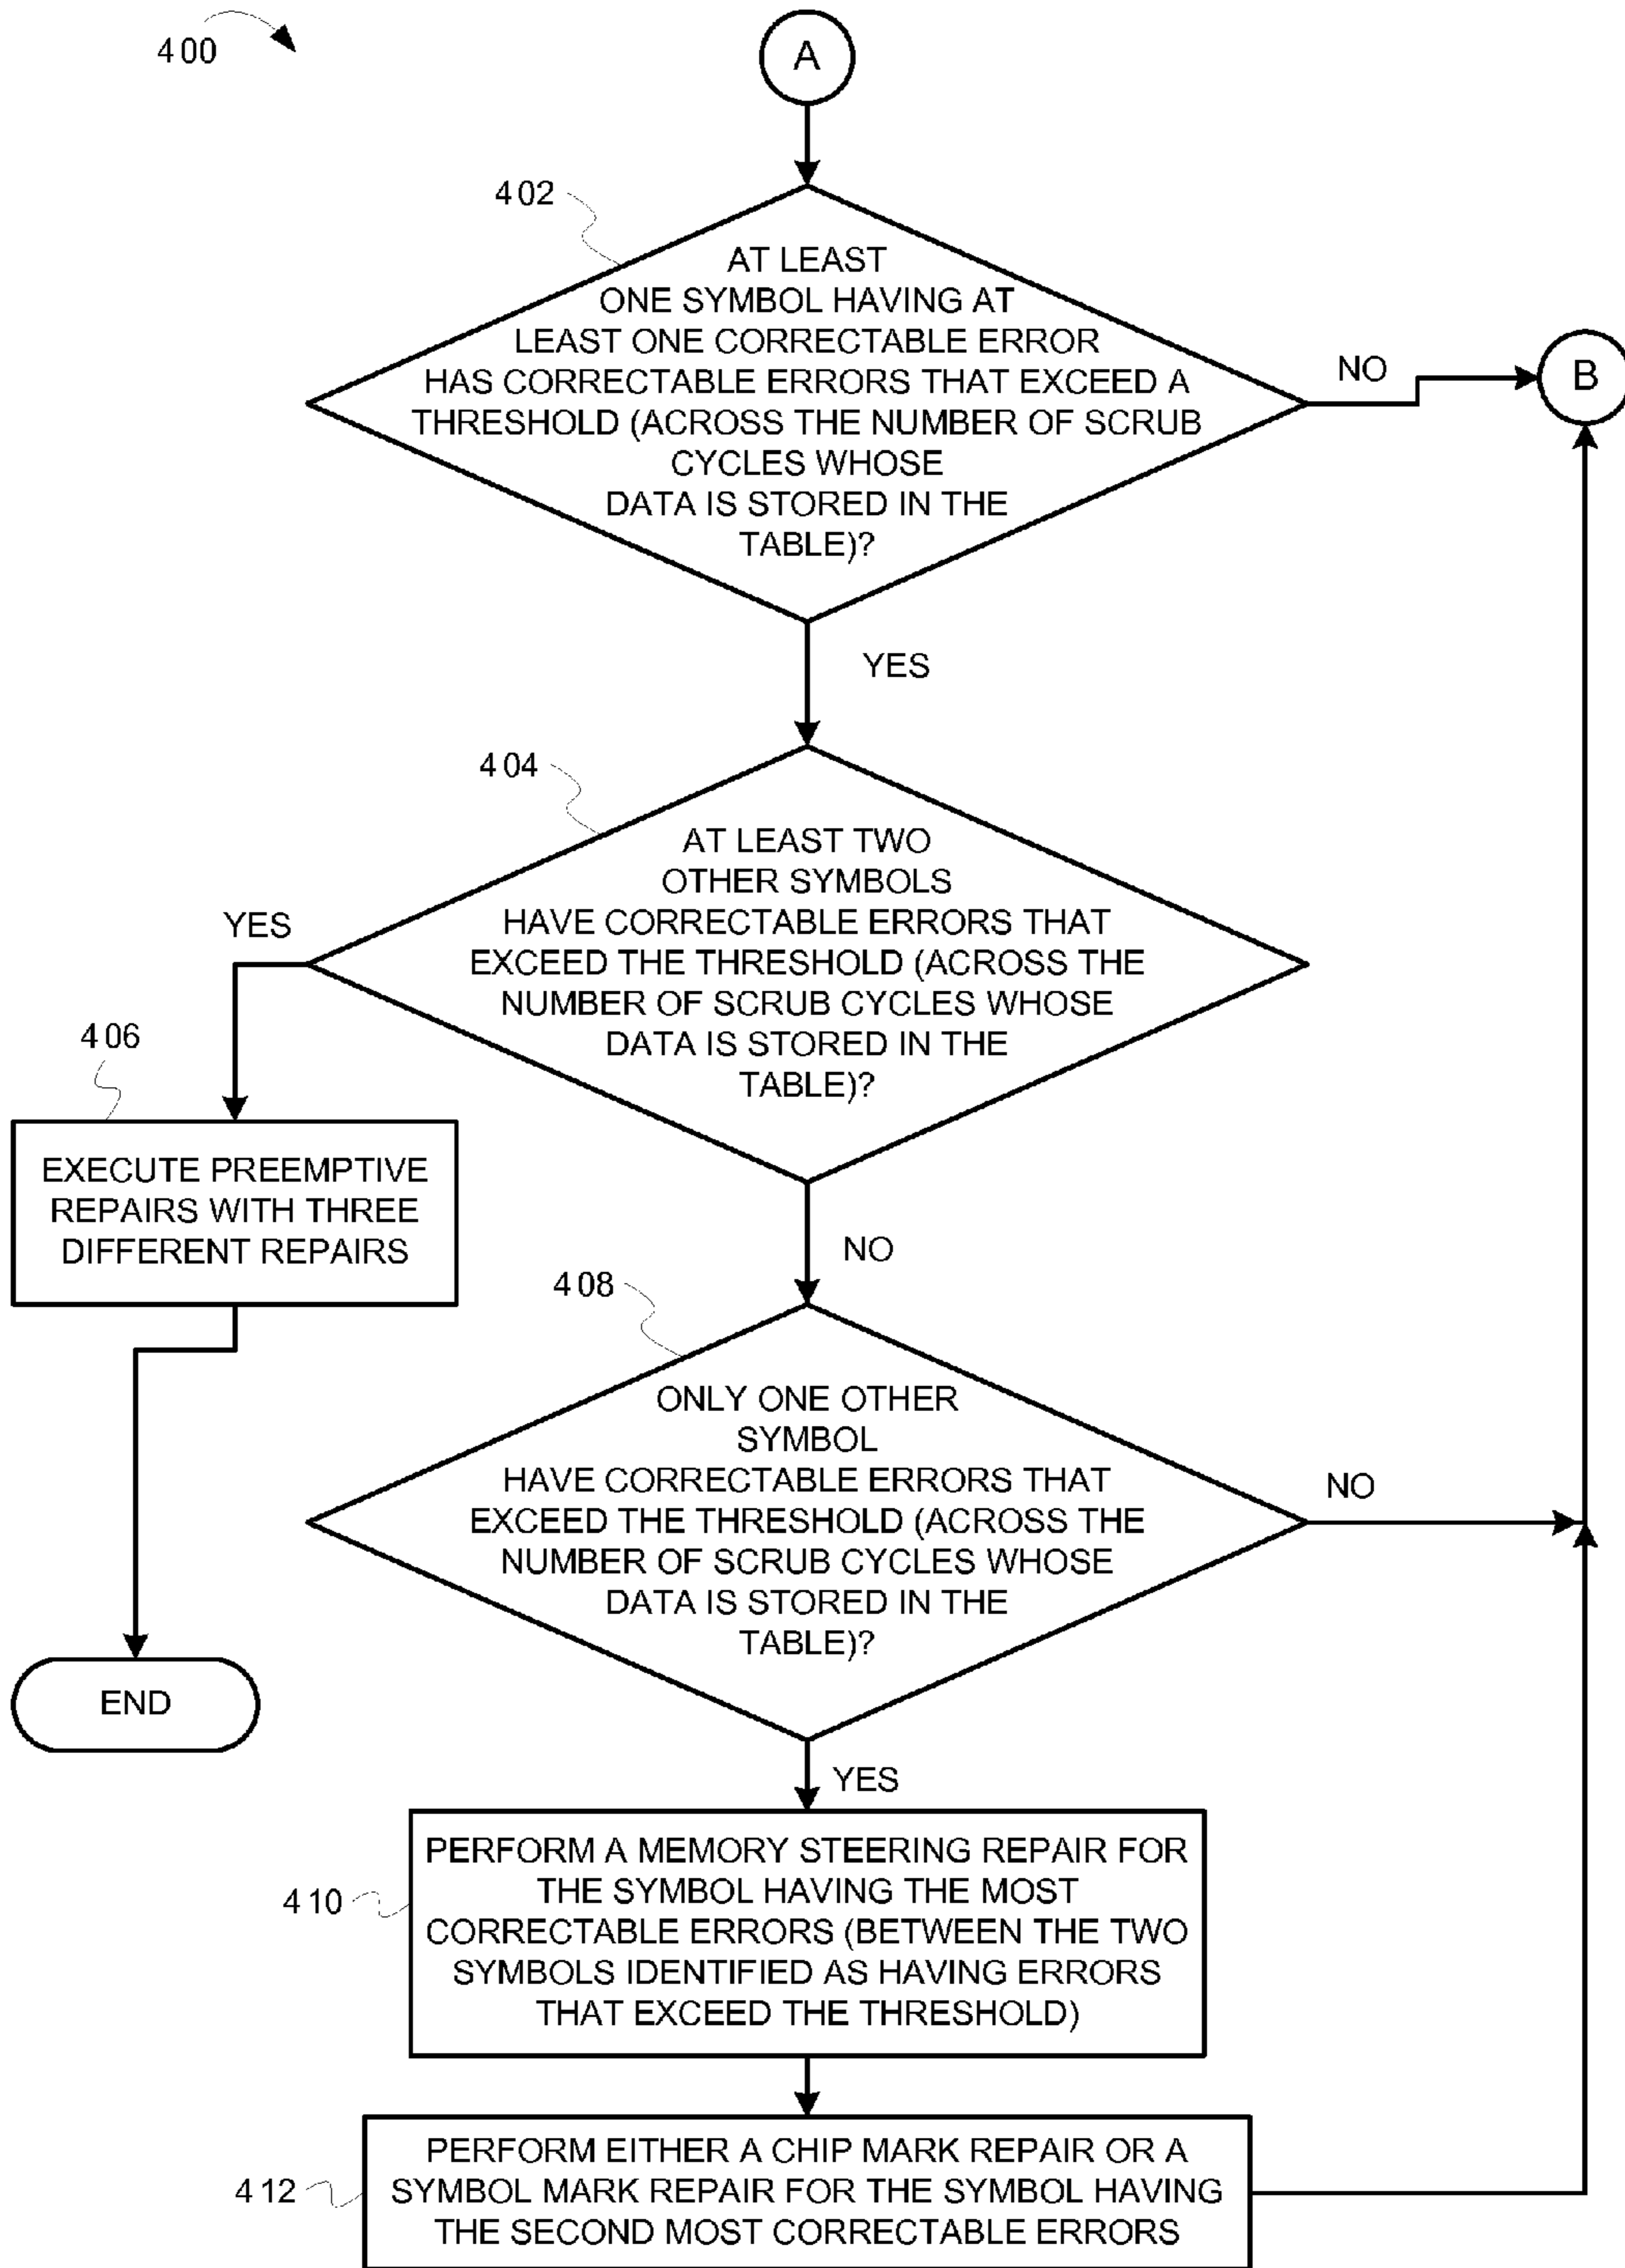 400
A
402
AT LEAST
ONE SYMBOL HAVING AT
LEAST ONE CORRECTABLE ERROR
HAS CORRECTABLE ERRORS THAT EXCEED A
THRESHOLD (ACROSS THE NUMBER OF SCRUB
CYCLES WHOSE
DATA IS STORED IN THE
TABLE)?
NO
B
YES
404
AT LEAST TWO
OTHER SYMBOLS
HAVE CORRECTABLE ERRORS THAT
EXCEED THE THRESHOLD (ACROSS THE
NUMBER OF SCRUB CYCLES WHOSE
DATA IS STORED IN THE
TABLE)?
YES
406
EXECUTE PREEMPTIVE
REPAIRS WITH THREE
DIFFERENT REPAIRS
END
NO
408
ONLY ONE OTHER
SYMBOL
HAVE CORRECTABLE ERRORS THAT
EXCEED THE THRESHOLD (ACROSS THE
NUMBER OF SCRUB CYCLES WHOSE
DATA IS STORED IN THE
TABLE)?
NO
YES
410
PERFORM A MEMORY STEERING REPAIR FOR
THE SYMBOL HAVING THE MOST
CORRECTABLE ERRORS (BETWEEN THE TWO
SYMBOLS IDENTIFIED AS HAVING ERRORS
THAT EXCEED THE THRESHOLD)
412
PERFORM EITHER A CHIP MARK REPAIR OR A
SYMBOL MARK REPAIR FOR THE SYMBOL HAVING
THE SECOND MOST CORRECTABLE ERRORS